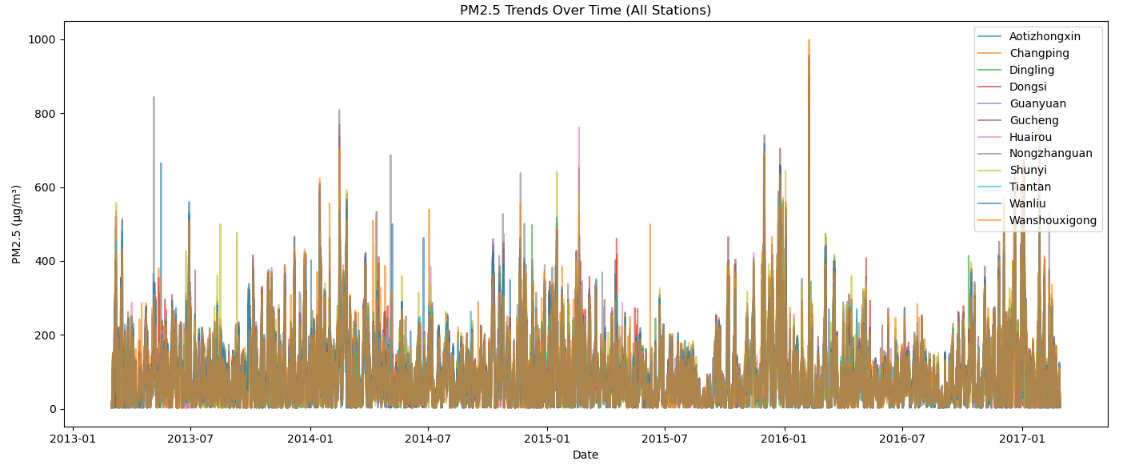 PM2.5 Trends Over Time (All Stations)
1000
800
600
400
200
0
PM2.5 (µg/m³)
Aotizhongxin
Changping
Dingling
Dongsi
Guanyuan
Gucheng
Huairou
Nongzhanguan
Shunyi
Tiantan
Wanliu
Wanshouxigong
2013-01 2013-07 2014-01 2014-07 2015-01 2015-07 2016-01 2016-07 2017-01
Date